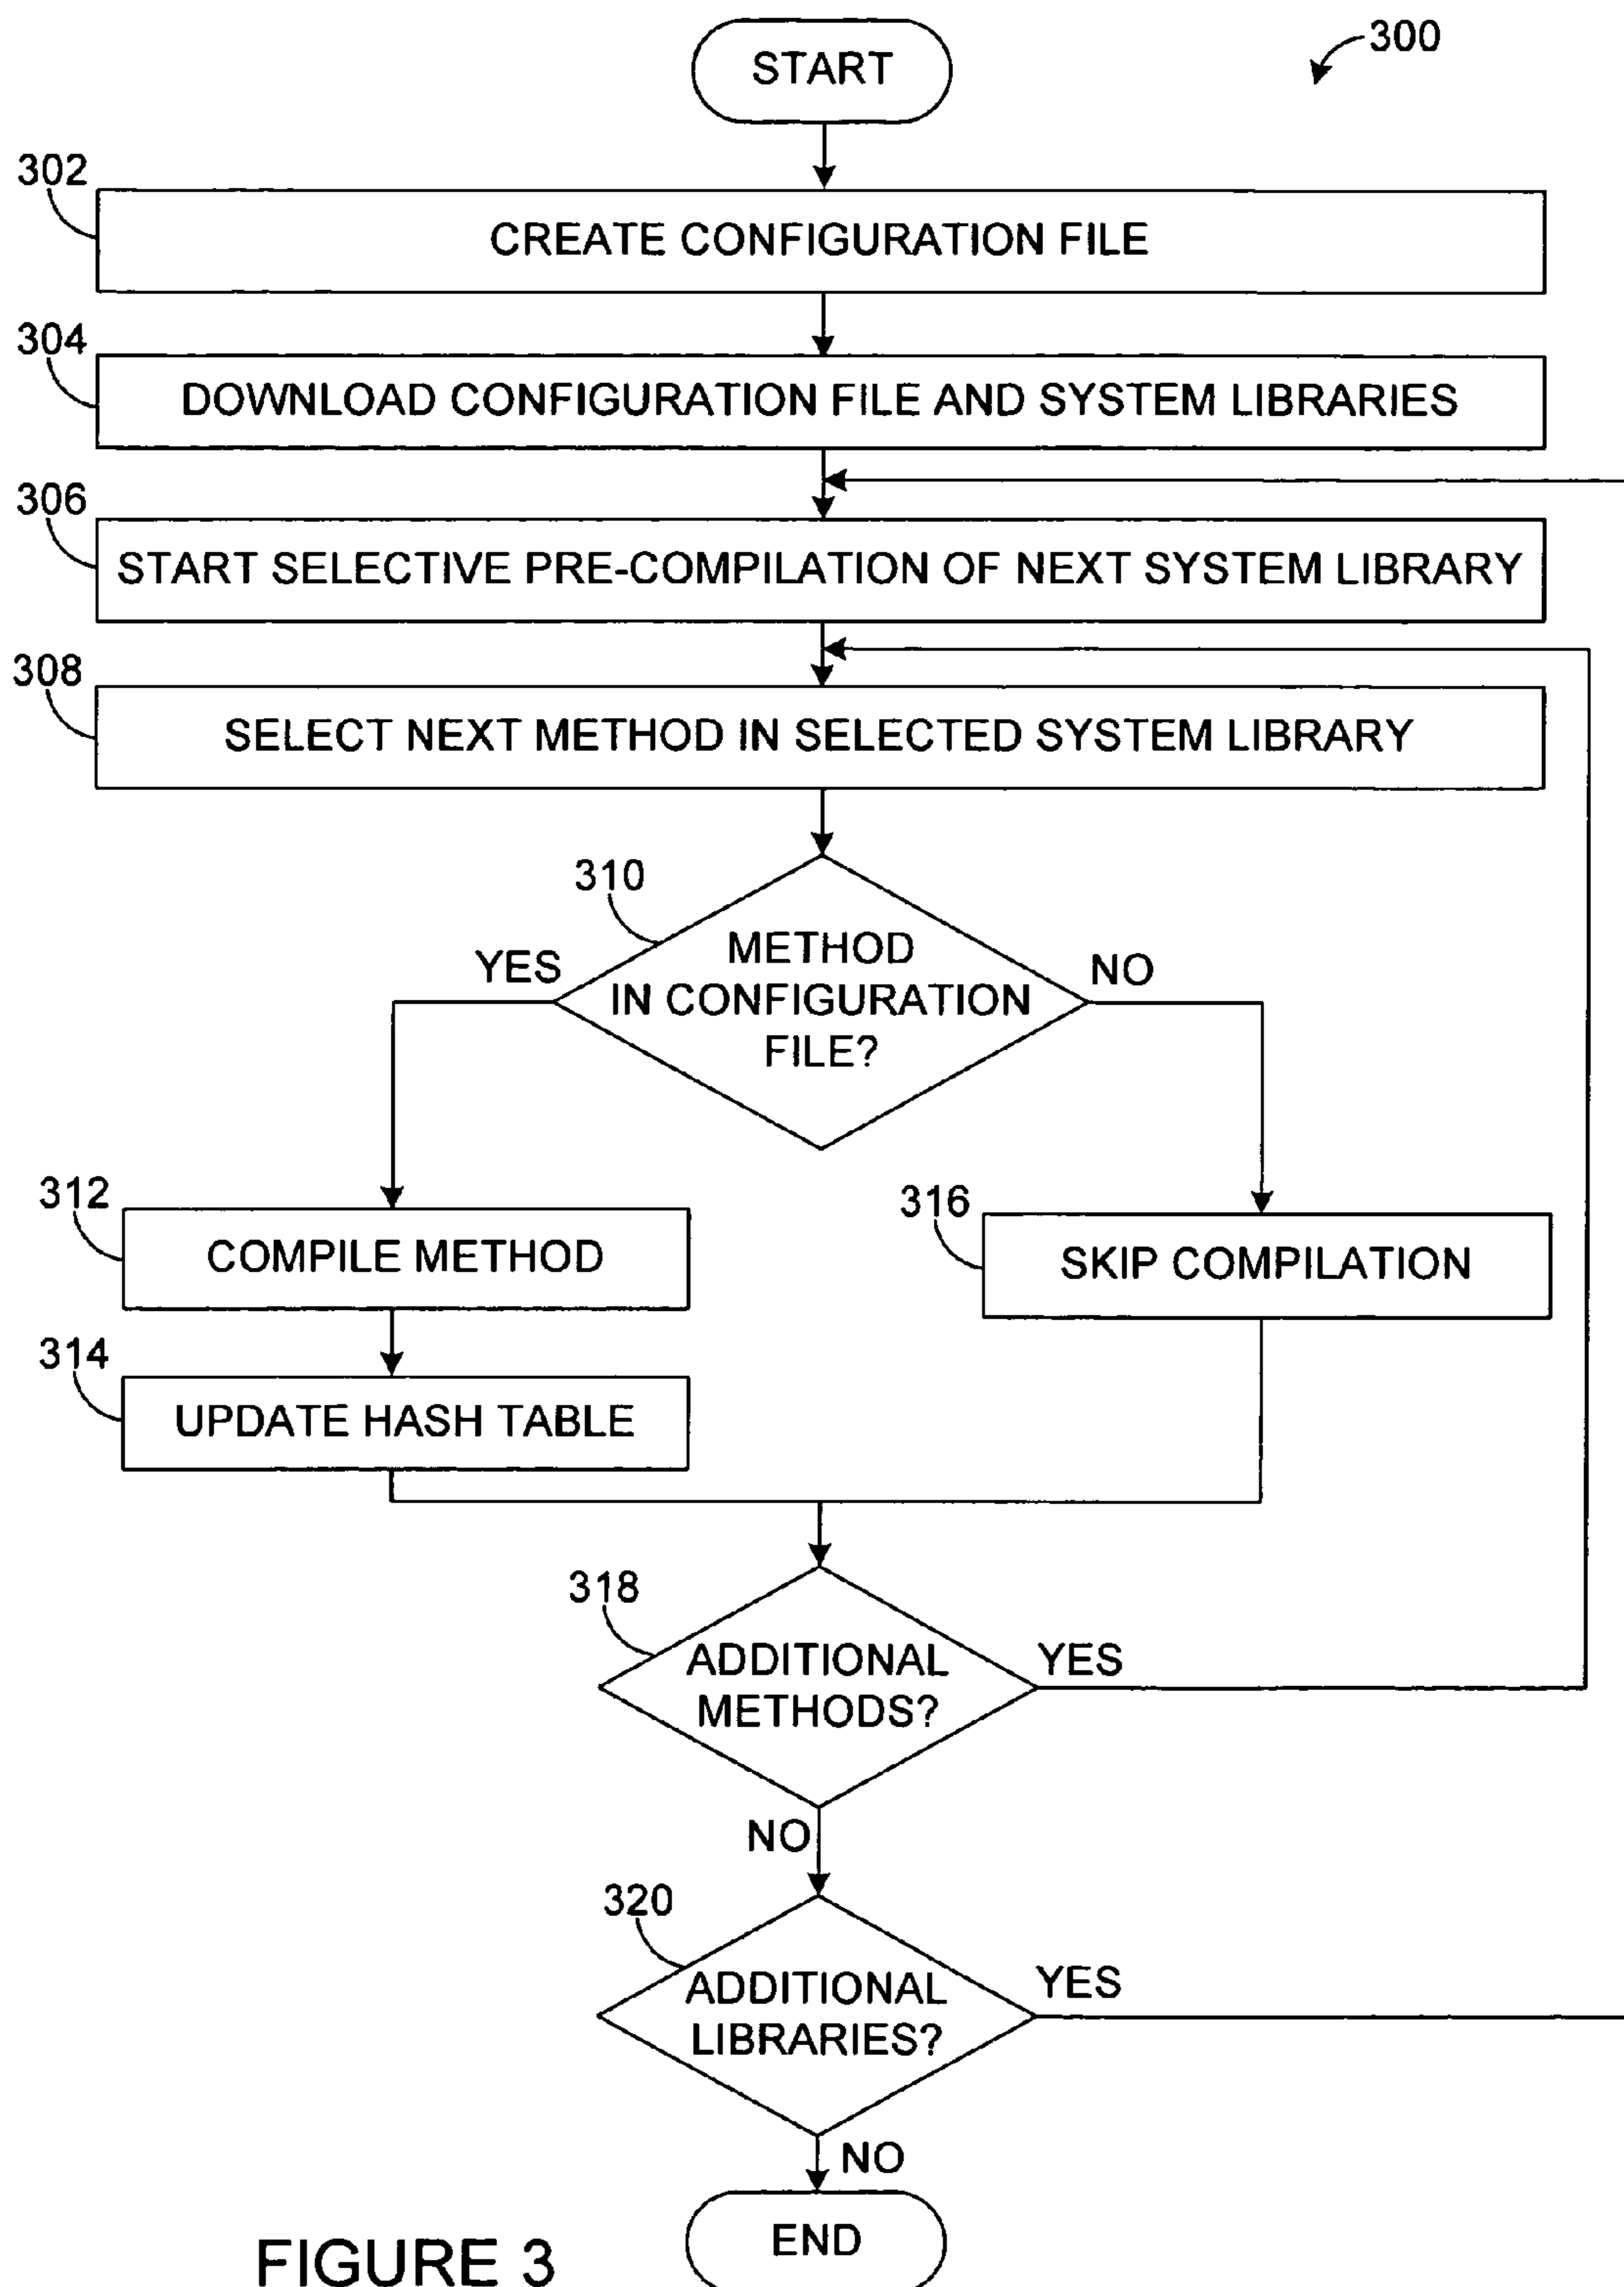 START
300
302
CREATE CONFIGURATION FILE
304
DOWNLOAD CONFIGURATION FILE AND SYSTEM LIBRARIES
306
START SELECTIVE PRE-COMPILATION OF NEXT SYSTEM LIBRARY
308
SELECT NEXT METHOD IN SELECTED SYSTEM LIBRARY
310
METHOD
IN CONFIGURATION
FILE?
YES
NO
312
COMPILE METHOD
316
SKIP COMPILATION
314
UPDATE HASH TABLE
318
ADDITIONAL
METHODS?
YES
NO
320
ADDITIONAL
LIBRARIES?
YES
NO
END
FIGURE 3